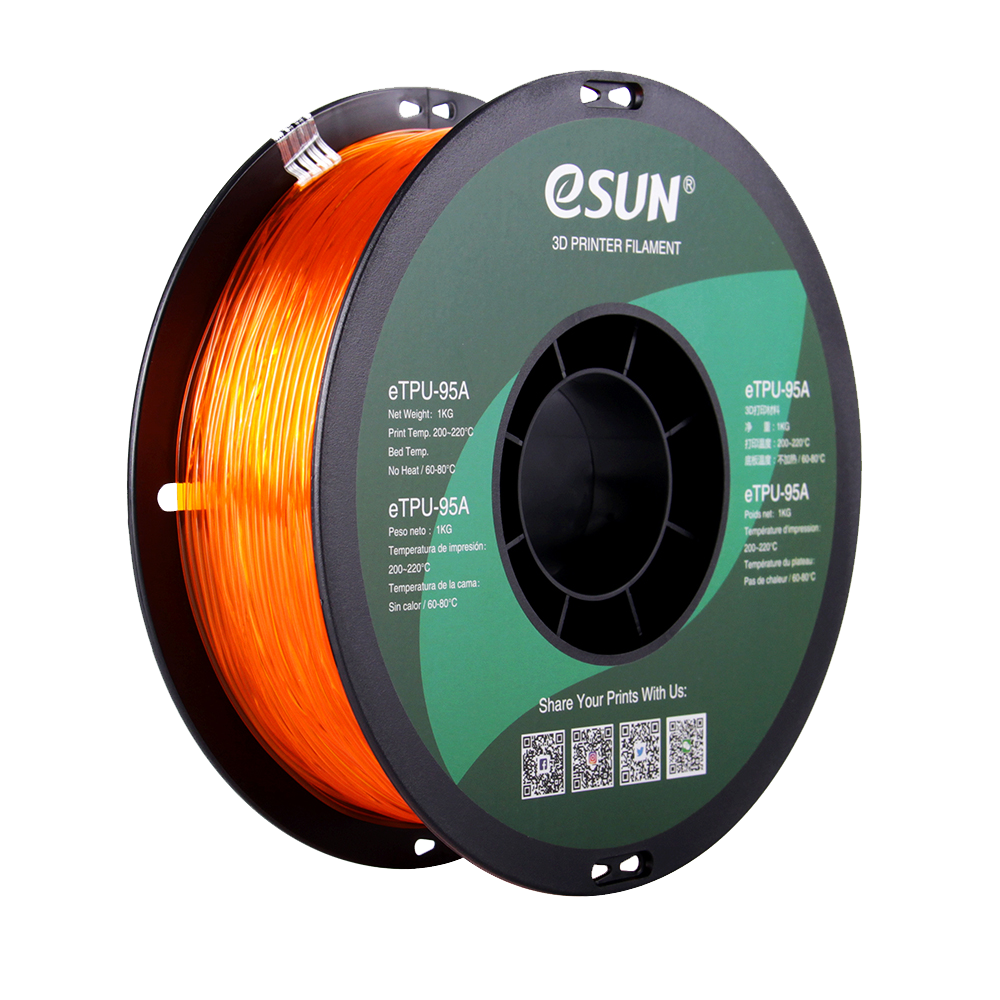 eSUN®
3D PRINTER FILAMENT
eTPU-95A
Net Weight: 1KG
Print Temp. 200~220°C
Bed Temp.
No Heat / 60-80°C
eTPU-95A
Peso neto : 1KG
Temperatura de impresión:
200~220°C
Temperatura de la cama:
Sin calor / 60-80°C
eTPU-95A
3D打印材料
净 重 : 1KG
打印温度 : 200~220°C
底板温度 : 不加热 / 60-80°C
eTPU-95A
Poids net: 1KG
Température d'impression:
200~220°C
Température du plateau:
Pas de chaleur / 60-80°C
Share Your Prints With Us: